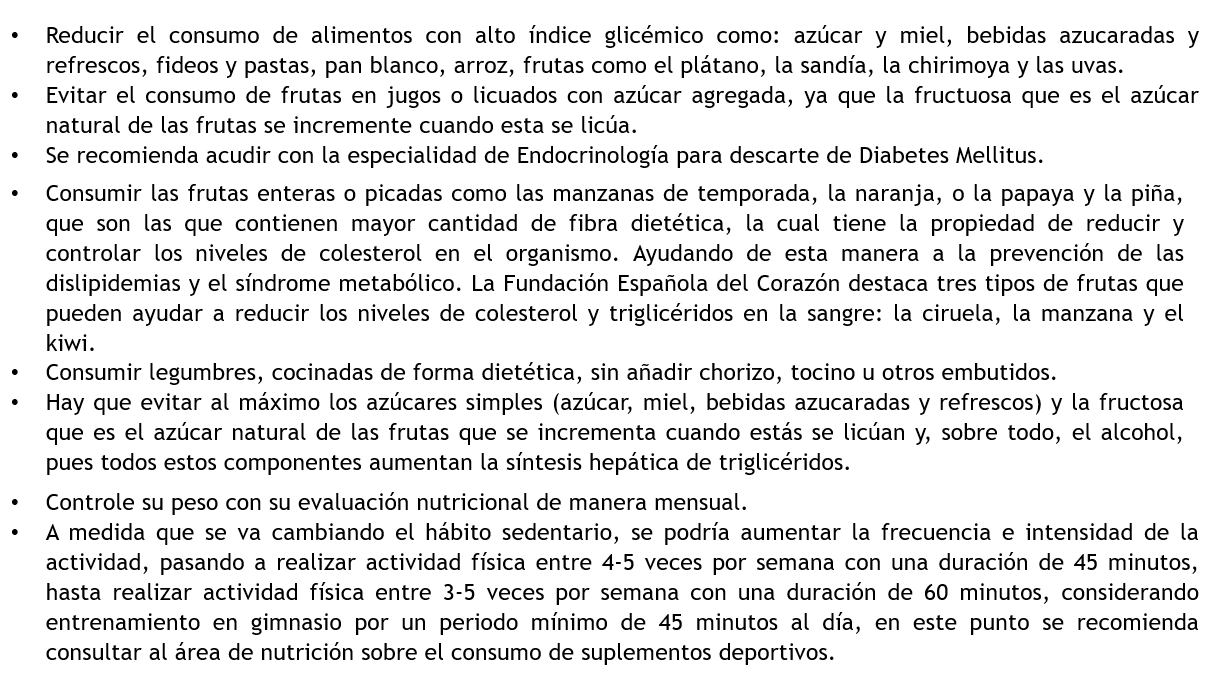 • Reducir el consumo de alimentos con alto índice glicémico como: azúcar y miel, bebidas azucaradas y
refrescos, fideos y pastas, pan blanco, arroz, frutas como el plátano, la sandía, la chirimoya y las uvas.
• Evitar el consumo de frutas en jugos o licuados con azúcar agregada, ya que la fructuosa que es el azúcar
natural de las frutas se incremente cuando esta se licúa.
• Se recomienda acudir con la especialidad de Endocrinología para descarte de Diabetes Mellitus.
• Consumir las frutas enteras o picadas como las manzanas de temporada, la naranja, o la papaya y la piña,
que son las que contienen mayor cantidad de fibra dietética, la cual tiene la propiedad de reducir y
controlar los niveles de colesterol en el organismo. Ayudando de esta manera a la prevención de las
dislipidemias y el síndrome metabólico. La Fundación Española del Corazón destaca tres tipos de frutas que
pueden ayudar a reducir los niveles de colesterol y triglicéridos en la sangre: la ciruela, la manzana y el
kiwi.
• Consumir legumbres, cocinadas de forma dietética, sin añadir chorizo, tocino u otros embutidos.
• Hay que evitar al máximo los azúcares simples (azúcar, miel, bebidas azucaradas y refrescos) y la fructosa
que es el azúcar natural de las frutas que se incrementa cuando estás se licúan y, sobre todo, el alcohol,
pues todos estos componentes aumentan la síntesis hepática de triglicéridos.
• Controle su peso con su evaluación nutricional de manera mensual.
• A medida que se va cambiando el hábito sedentario, se podría aumentar la frecuencia e intensidad de la
actividad, pasando a realizar actividad física entre 4-5 veces por semana con una duración de 45 minutos,
hasta realizar actividad física entre 3-5 veces por semana con una duración de 60 minutos, considerando
entrenamiento en gimnasio por un periodo mínimo de 45 minutos al día, en este punto se recomienda
consultar al área de nutrición sobre el consumo de suplementos deportivos.